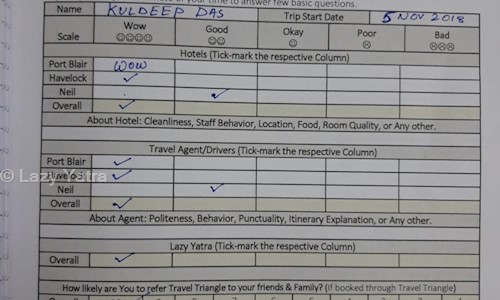 of your time to answer few basic questions.
Name KULDEEP DAS Trip Start Date 5 NOV 2018
Scale Wow Good Okay Poor Bad
Hotels (Tick-mark the respective Column)
Port Blair WOW
Havelock ✓
Neil ✓
Overall ✓
About Hotel: Cleanliness, Staff Behavior, Location, Food, Room Quality, or Any other.
Travel Agent/Drivers (Tick-mark the respective Column)
Port Blair ✓
Havelock ✓
© Lazy Yatra
Neil ✓
Overall ✓
About Agent: Politeness, Behavior, Punctuality, Itinerary Explanation, or Any other.
Lazy Yatra (Tick-mark the respective Column)
Overall ✓
How likely are You to refer Travel Triangle to your friends & Family? (If booked through Travel Triangle)